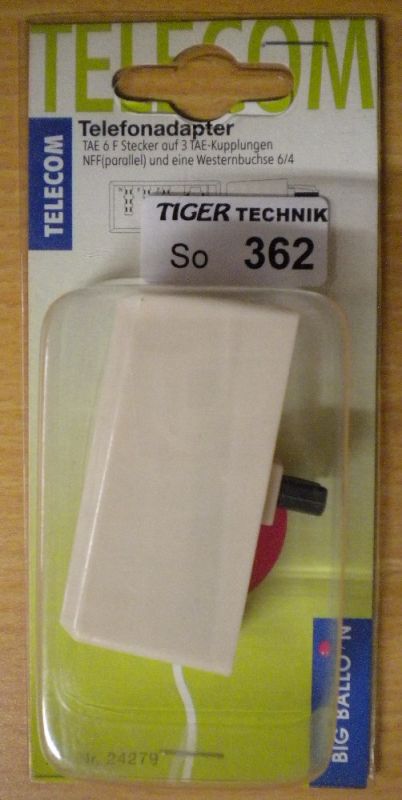 TELECOM
TELECOM
Telefonadapter
TAE 6 F Stecker auf 3 TAE-Kupplungen
NFF(parallel) und eine Westernbuchse 6/4
TIGER TECHNIK
So 362
BIG BALLO N
Nr. 24279